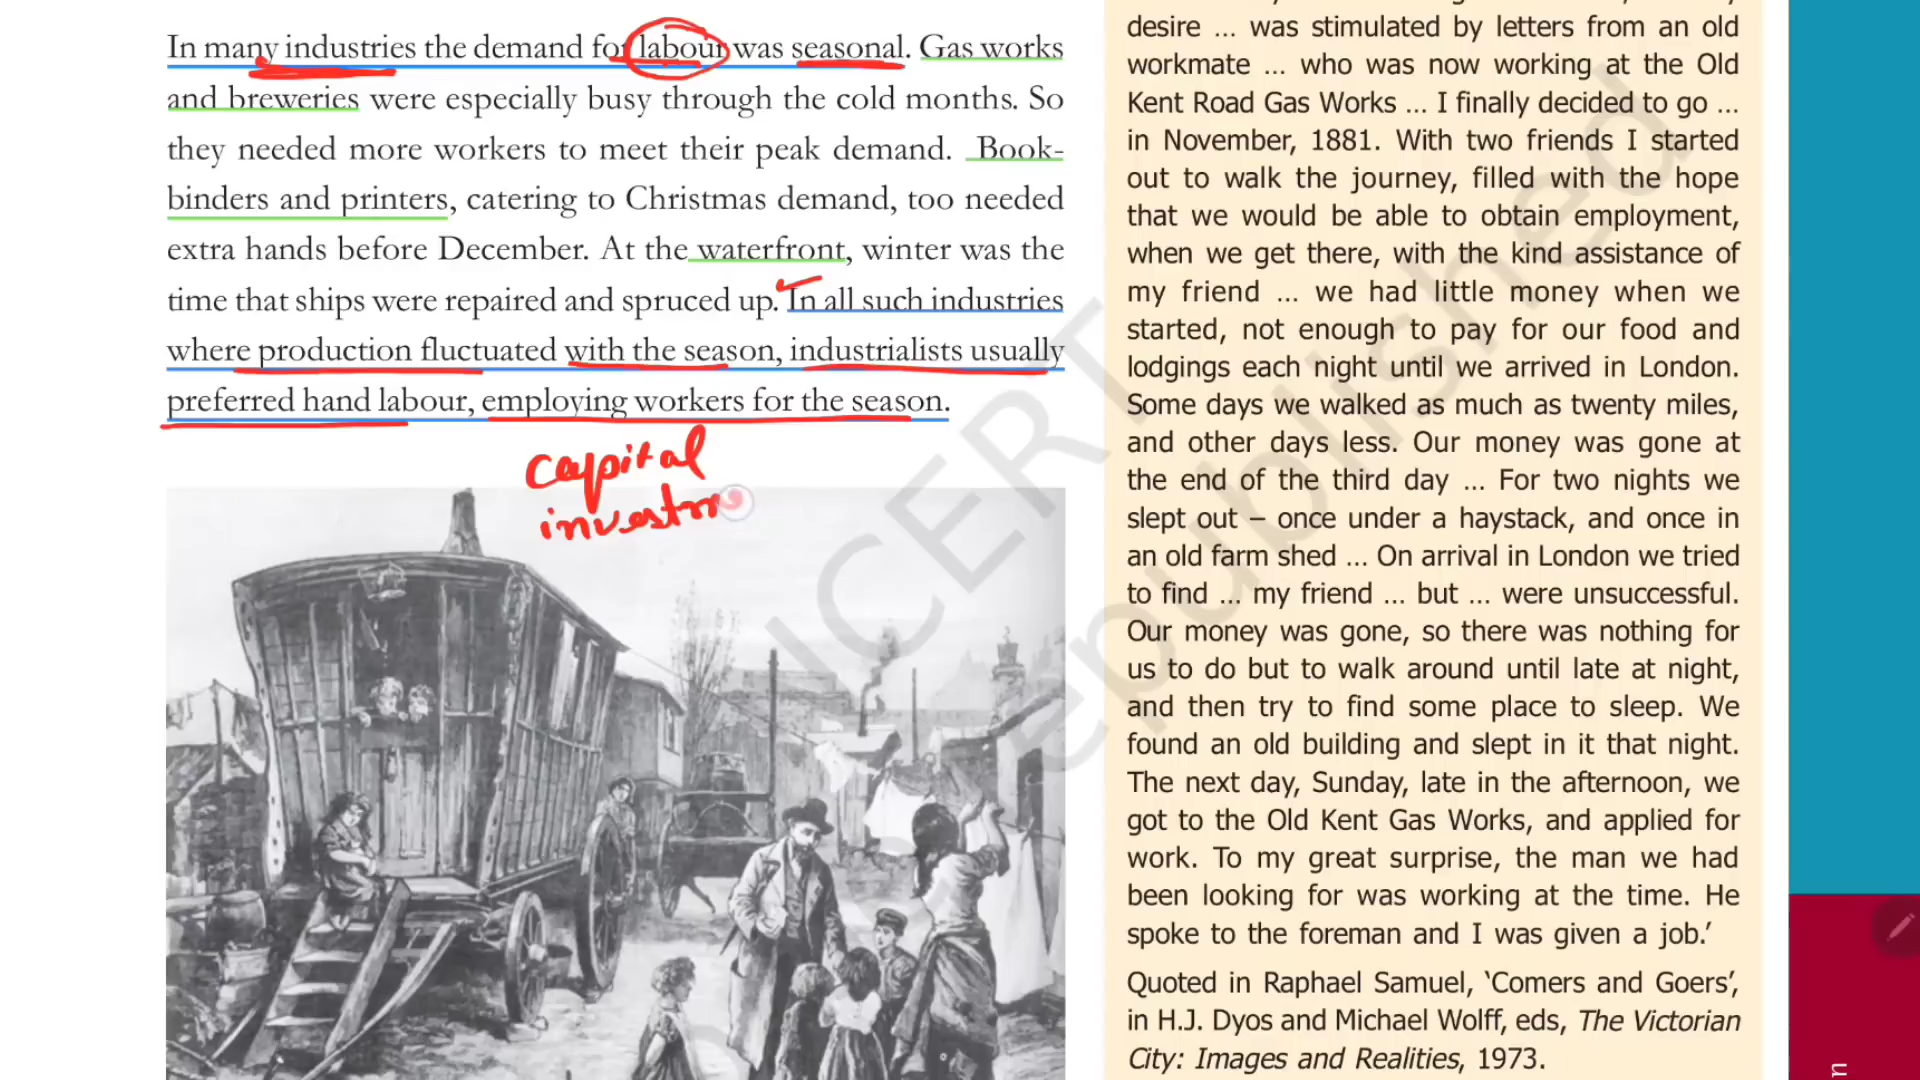 In many industries the demand for labour was seasonal. Gas works
and breweries were especially busy through the cold months. So
they needed more workers to meet their peak demand. Book-
binders and printers, catering to Christmas demand, too needed
extra hands before December. At the waterfront, winter was the
time that ships were repaired and spruced up. In all such industries
where production fluctuated with the season, industrialists usually
preferred hand labour, employing workers for the season.
capital
desire ... was stimulated by letters from an old
workmate ... who was now working at the Old
Kent Road Gas Works ... I finally decided to go ...
in November, 1881. With two friends I started
out to walk the journey, filled with the hope
that we would be able to obtain employment,
when we get there, with the kind assistance of
my friend ... we had little money when we
started, not enough to pay for our food and
lodgings each night until we arrived in London.
Some days we walked as much as twenty miles,
and other days less. Our money was gone at
the end of the third day ... For two nights we
slept out – once under a haystack, and once in
an old farm shed ... On arrival in London we tried
to find ... my friend ... but ... were unsuccessful.
Our money was gone, so there was nothing for
us to do but to walk around until late at night,
and then try to find some place to sleep. We
found an old building and slept in it that night.
The next day, Sunday, late in the afternoon, we
got to the Old Kent Gas Works, and applied for
work. To my great surprise, the man we had
been looking for was working at the time. He
spoke to the foreman and I was given a job.’
Quoted in Raphael Samuel, ‘Comers and Goers’,
in H.J. Dyos and Michael Wolff, eds, The Victorian
City: Images and Realities, 1973.